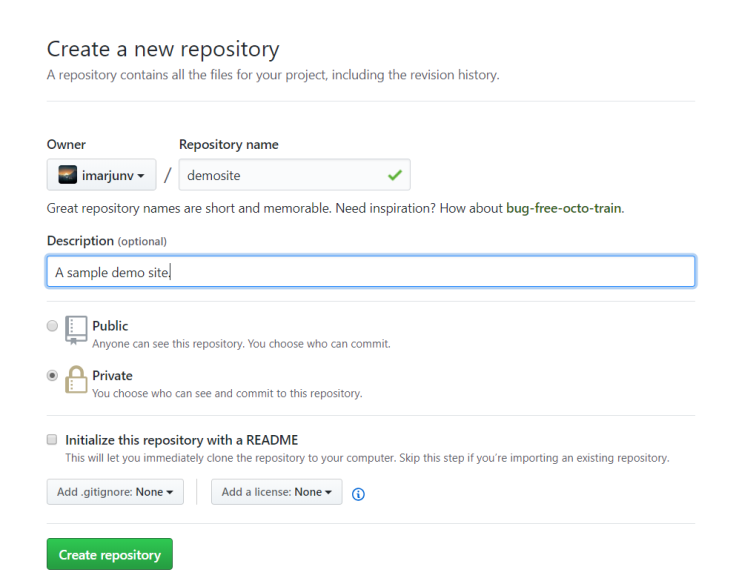 Create a new repository
A repository contains all the files for your project, including the revision history.
Owner
Repository name
imarjunv
/
demosite
Great repository names are short and memorable. Need inspiration? How about bug-free-octo-train.
Description (optional)
A sample demo site.
Public
Anyone can see this repository. You choose who can commit.
Private
You choose who can see and commit to this repository.
Initialize this repository with a README
This will let you immediately clone the repository to your computer. Skip this step if you're importing an existing repository.
Add .gitignore: None
Add a license: None
Create repository